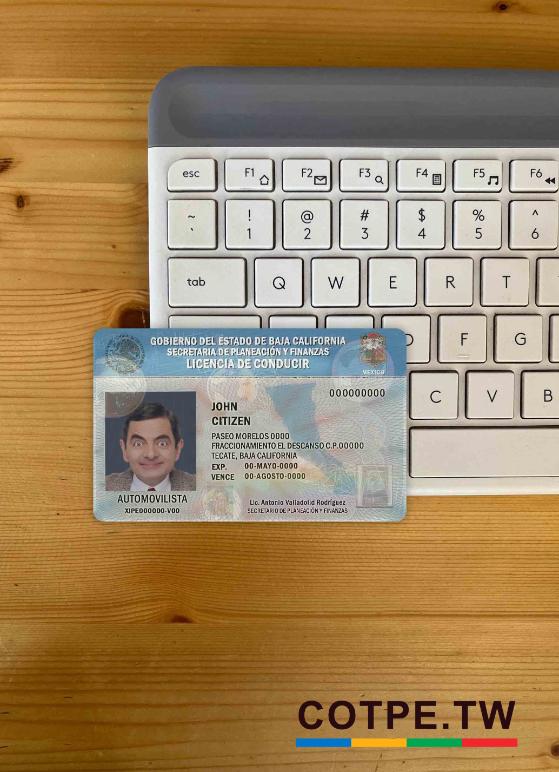 esc F1 F2 F3 F4 F5 F6
~ ! @ # $ % ^
` 1 2 3 4 5 6
tab Q W E R T
D F G
C V B
GOBIERNO DEL ESTADO DE BAJA CALIFORNIA
SECRETARIA DE PLANEACIÓN Y FINANZAS
LICENCIA DE CONDUCIR
MEXICO
000000000
JOHN
CITIZEN
PASEO MORELOS 0000
FRACCIONAMIENTO EL DESCANSO C.P.00000
TECATE, BAJA CALIFORNIA
EXP. 00-MAYO-0000
VENCE 00-AGOSTO-0000
AUTOMOVILISTA
XIPE000000-V00
Lic. Antonio Valladolid Rodríguez
SECRETARIO DE PLANEACIÓN Y FINANZAS
COTPE.TW